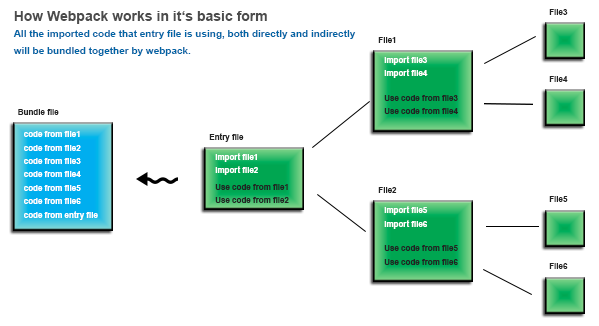 How Webpack works in it's basic form
All the imported code that entry file is using, both directly and indirectly
will be bundled together by webpack.
Bundle file
code from file1
code from file2
code from file3
code from file4
code from file5
code from file6
code from entry file
Entry file
Import file1
Import file2
Use code from file1
Use code from file2
File1
Import file3
Import file4
Use code from file3
Use code from file4
File2
Import file5
Import file6
Use code from file5
Use code from file6
File3
File4
File5
File6